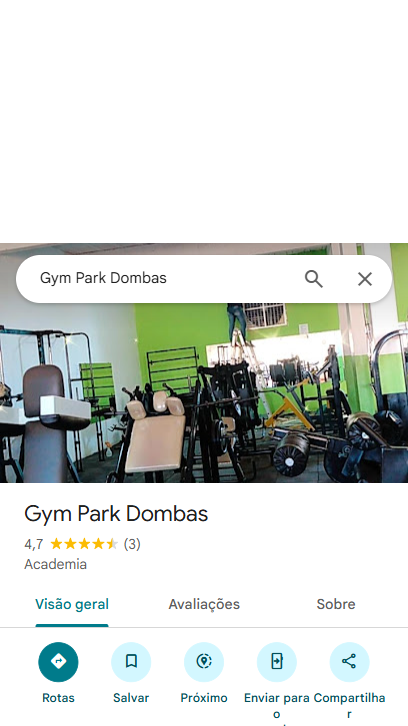 Gym Park Dombas
Gym Park Dombas
4,7 (3)
Academia
Visão geral Avaliações Sobre
Rotas Salvar Próximo Enviar para o Compartilhar